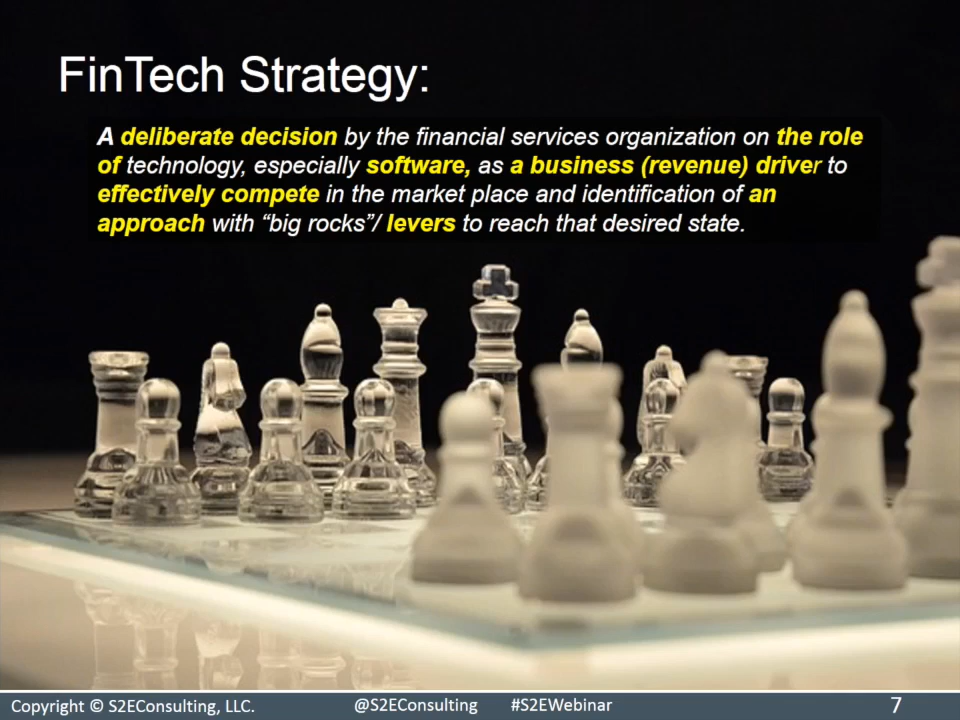 FinTech Strategy:
A deliberate decision by the financial services organization on the role
of technology, especially software, as a business (revenue) driver to
effectively compete in the market place and identification of an
approach with “big rocks”/ levers to reach that desired state.
Copyright © S2EConsulting, LLC. @S2EConsulting #S2EWebinar 7